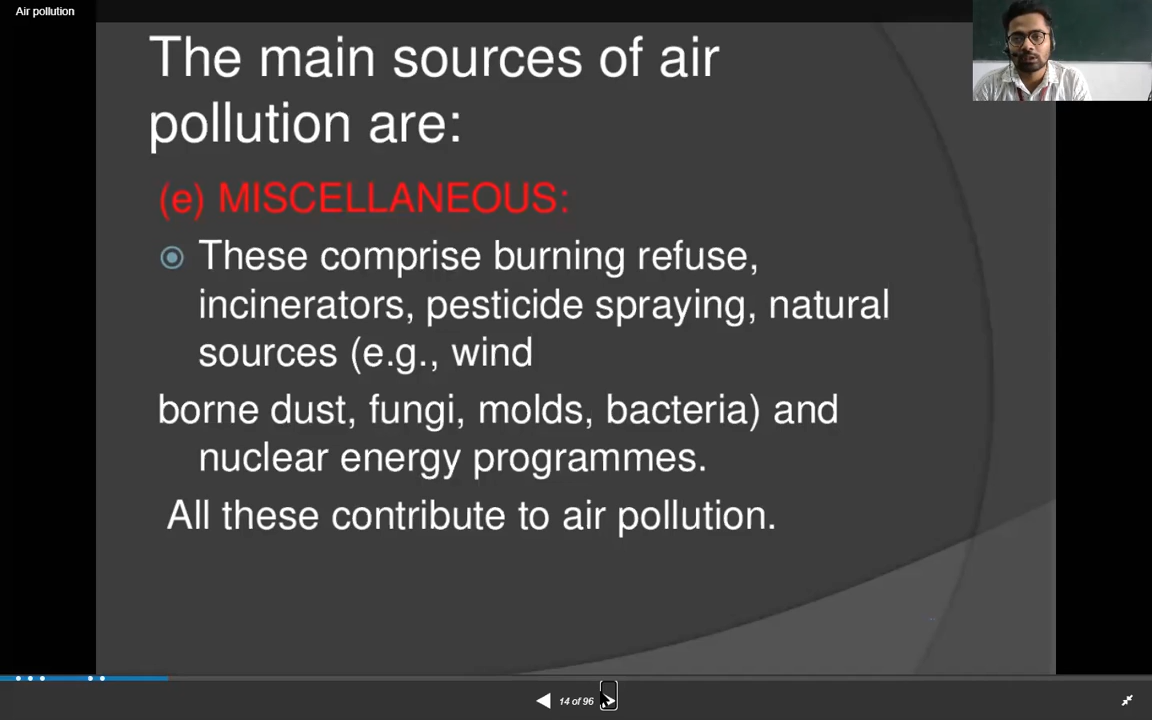 Air pollution
The main sources of air
pollution are:
(e) MISCELLANEOUS:
These comprise burning refuse,
incinerators, pesticide spraying, natural
sources (e.g., wind
borne dust, fungi, molds, bacteria) and
nuclear energy programmes.
All these contribute to air pollution.
14 of 96